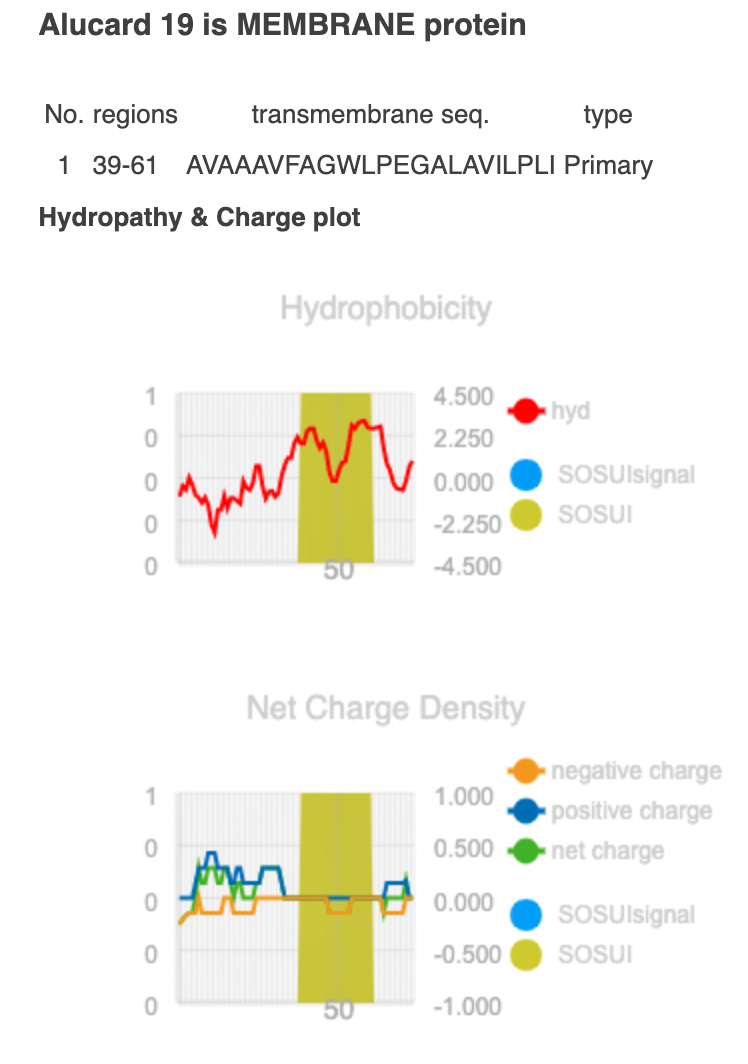 Alucard 19 is MEMBRANE protein
No. regions transmembrane seq. type
1 39-61 AVAAAVFAGWLPEGALAVILPLI Primary
Hydropathy & Charge plot
Hydrophobicity
1 4.500 hyd
0 2.250
0 0.000 SOSUIsignal
0 -2.250 SOSUI
0 50 -4.500
Net Charge Density
negative charge
1 1.000 positive charge
0 0.500 net charge
0 0.000 SOSUIsignal
0 -0.500 SOSUI
0 50 -1.000